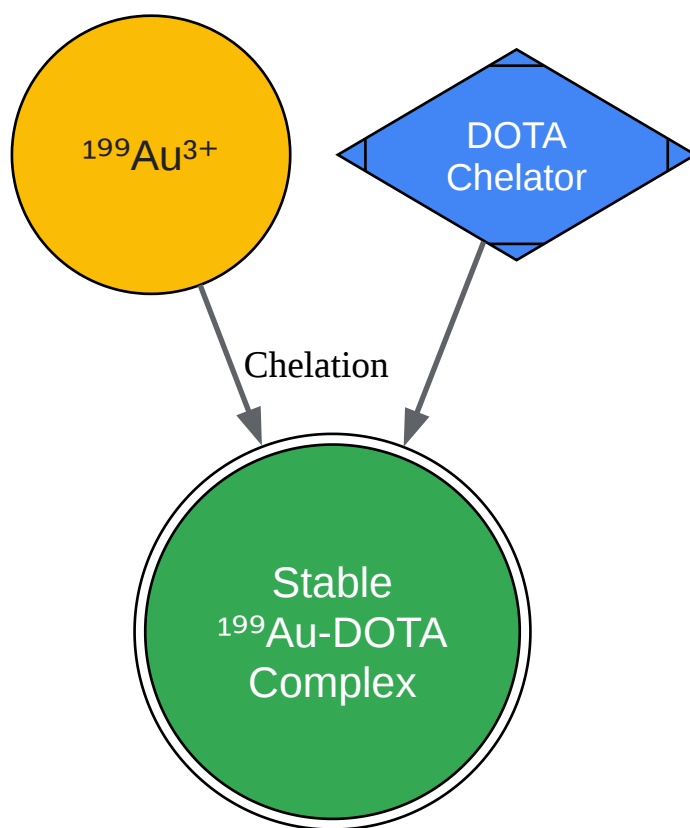 ¹⁹⁹Au³⁺
DOTA
Chelator
Chelation
Stable
¹⁹⁹Au-DOTA
Complex